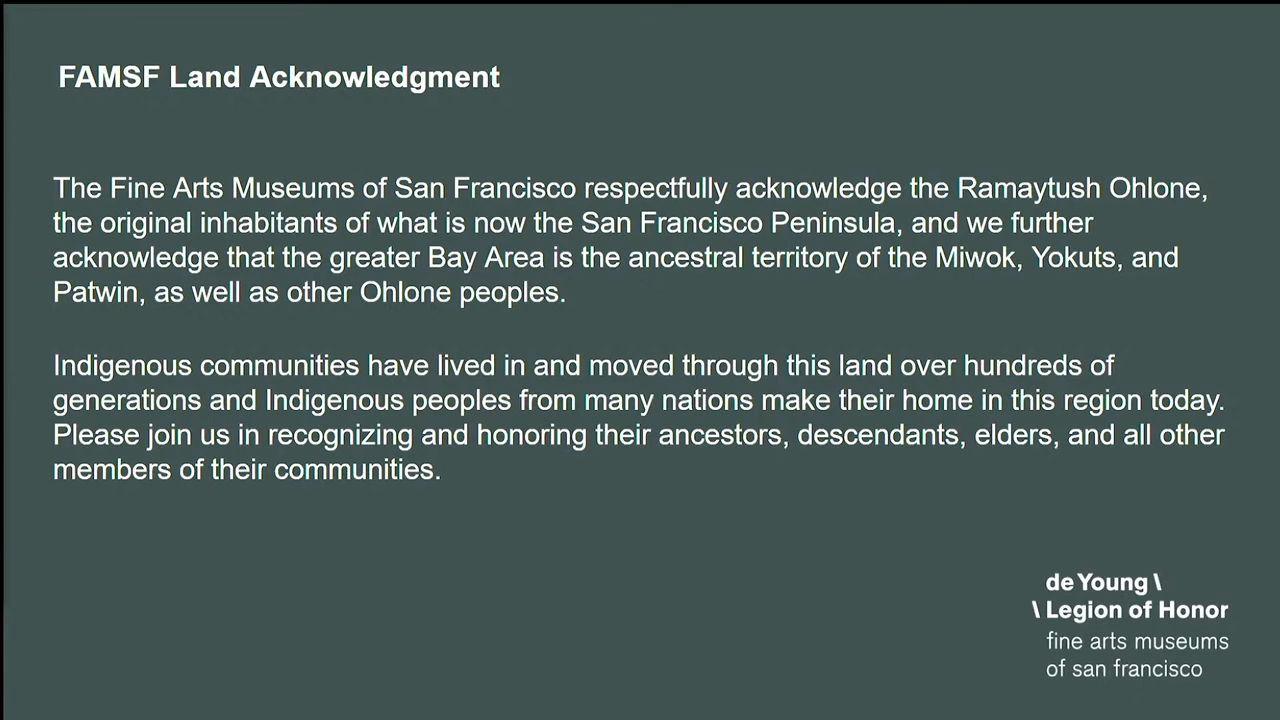 FAMSF Land Acknowledgment
The Fine Arts Museums of San Francisco respectfully acknowledge the Ramaytush Ohlone,
the original inhabitants of what is now the San Francisco Peninsula, and we further
acknowledge that the greater Bay Area is the ancestral territory of the Miwok, Yokuts, and
Patwin, as well as other Ohlone peoples.
Indigenous communities have lived in and moved through this land over hundreds of
generations and Indigenous peoples from many nations make their home in this region today.
Please join us in recognizing and honoring their ancestors, descendants, elders, and all other
members of their communities.
de Young \
\ Legion of Honor
fine arts museums
of san francisco